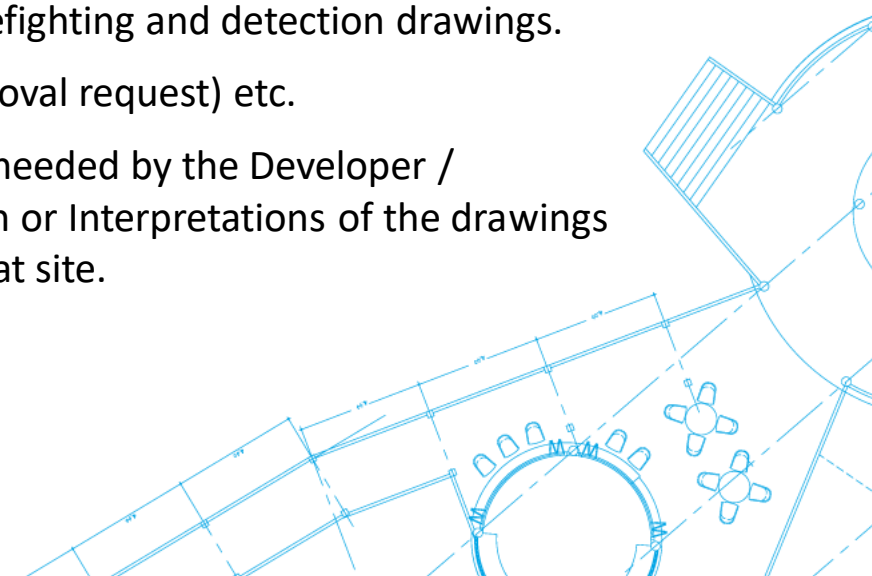 efighting and detection drawings.
oval request) etc.
needed by the Developer /
n or Interpretations of the drawings
at site.